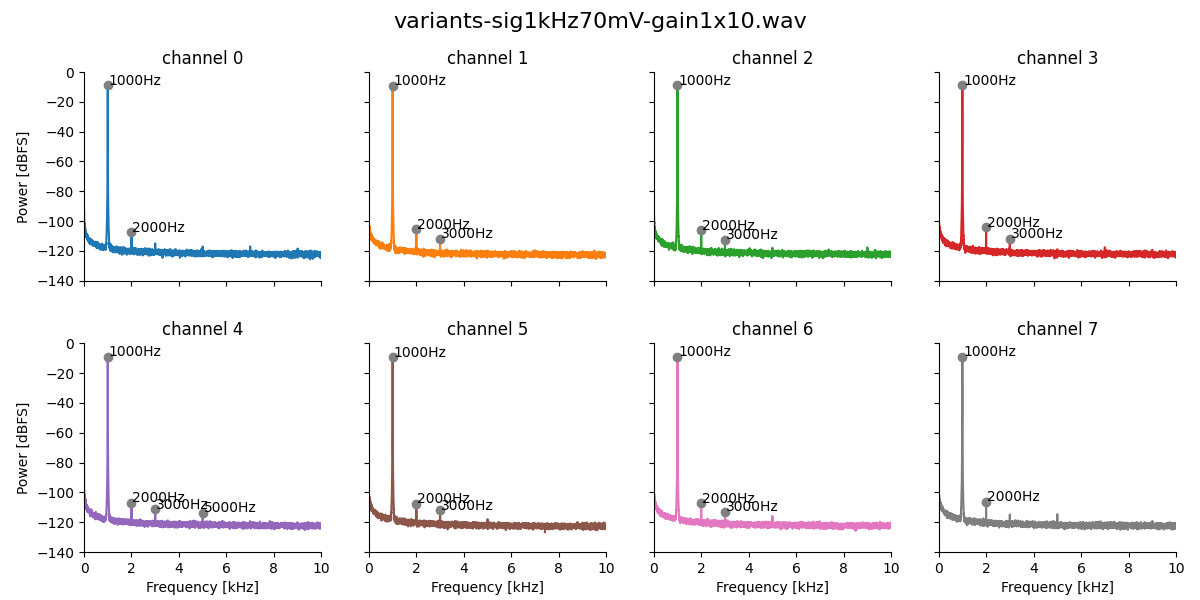 variants-sig1kHz70mV-gain1x10.wav
channel 0
channel 1
channel 2
channel 3
0
−20
−40
−60
−80
−100
−120
−140
Power [dBFS]
1000Hz
2000Hz
1000Hz
2000Hz
3000Hz
1000Hz
2000Hz
3000Hz
1000Hz
2000Hz
3000Hz
channel 4
channel 5
channel 6
channel 7
0
−20
−40
−60
−80
−100
−120
−140
Power [dBFS]
1000Hz
2000Hz
3000Hz
5000Hz
1000Hz
2000Hz
3000Hz
1000Hz
2000Hz
3000Hz
1000Hz
2000Hz
0 2 4 6 8 10
0 2 4 6 8 10
0 2 4 6 8 10
0 2 4 6 8 10
Frequency [kHz]
Frequency [kHz]
Frequency [kHz]
Frequency [kHz]